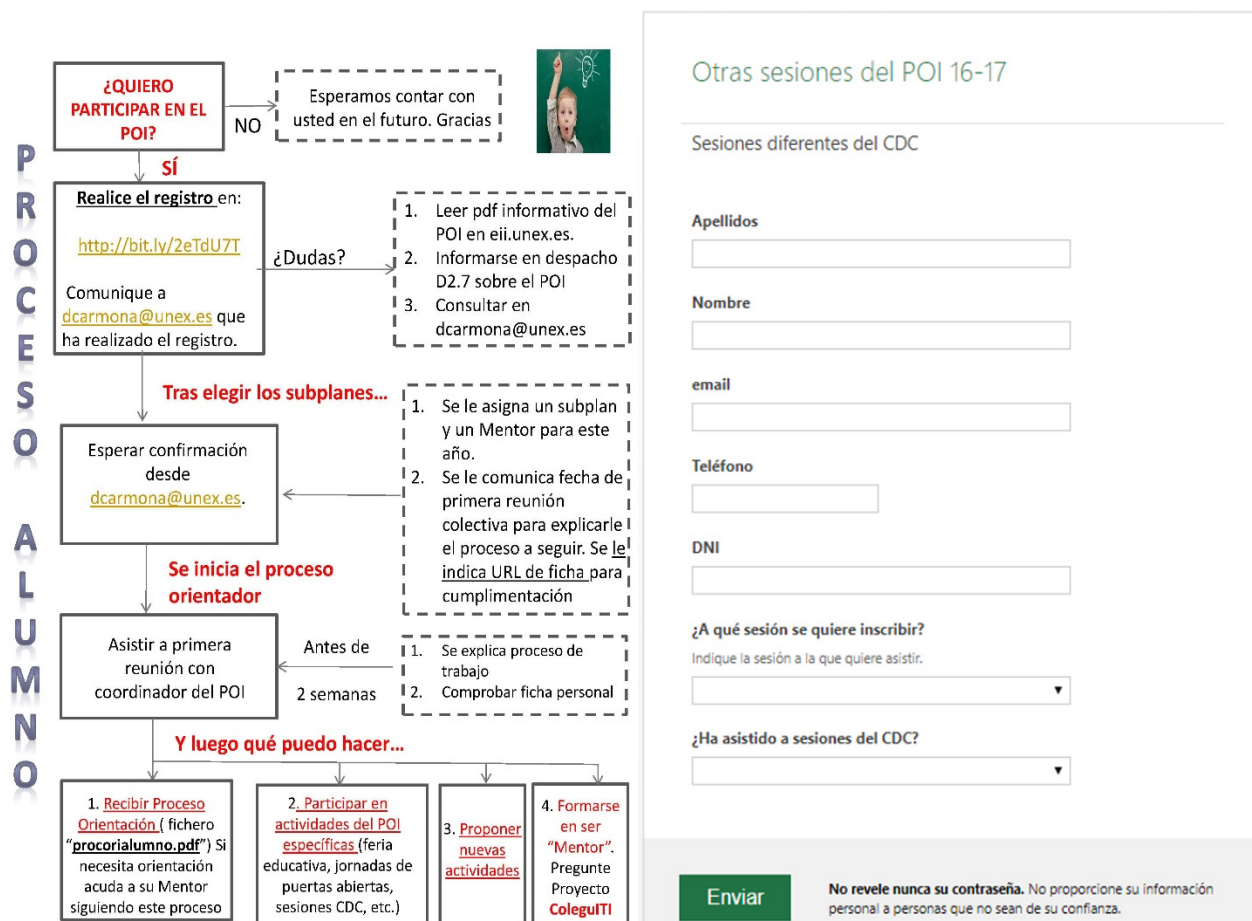 PROCESO ALUMNO
¿QUIERO
PARTICIPAR EN EL
POI?
NO
Esperamos contar con
usted en el futuro. Gracias
SÍ
Realice el registro en:
http://bit.ly/2eTdU7T
Comunique a
dcarmona@unex.es que
ha realizado el registro.
¿Dudas?
1. Leer pdf informativo del
POI en eii.unex.es.
2. Informarse en despacho
D2.7 sobre el POI
3. Consultar en
dcarmona@unex.es
Tras elegir los subplanes...
Esperar confirmación
desde
dcarmona@unex.es.
1. Se le asigna un subplan
y un Mentor para este
año.
2. Se le comunica fecha de
primera reunión
colectiva para explicarle
el proceso a seguir. Se le
indica URL de ficha para
cumplimentación
Se inicia el proceso
orientador
Asistir a primera
reunión con
coordinador del POI
Antes de
2 semanas
1. Se explica proceso de
trabajo
2. Comprobar ficha personal
Y luego qué puedo hacer...
1. Recibir Proceso
Orientación ( fichero
“procorialumno.pdf”) Si
necesita orientación
acuda a su Mentor
siguiendo este proceso
2. Participar en
actividades del POI
específicas (feria
educativa, jornadas de
puertas abiertas,
sesiones CDC, etc.)
3. Proponer
nuevas
actividades
4. Formarse
en ser
“Mentor”.
Pregunte
Proyecto
ColeguITI
Otras sesiones del POI 16-17
Sesiones diferentes del CDC
Apellidos
Nombre
email
Teléfono
DNI
¿A qué sesión se quiere inscribir?
Indique la sesión a la que quiere asistir.
¿Ha asistido a sesiones del CDC?
Enviar
No revele nunca su contraseña. No proporcione su información
personal a personas que no sean de su confianza.